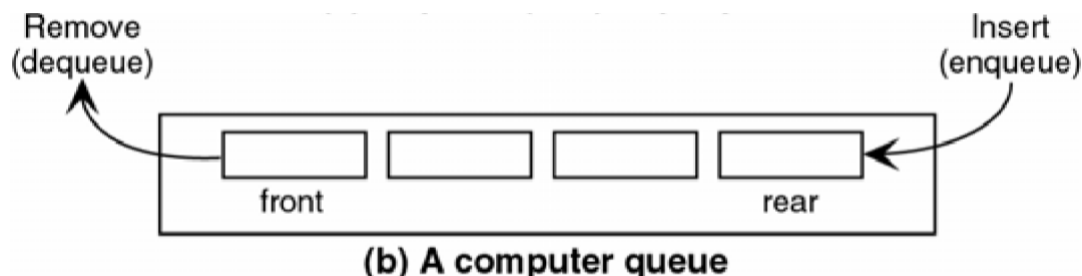 Remove
(dequeue)
Insert
(enqueue)
front
rear
(b) A computer queue